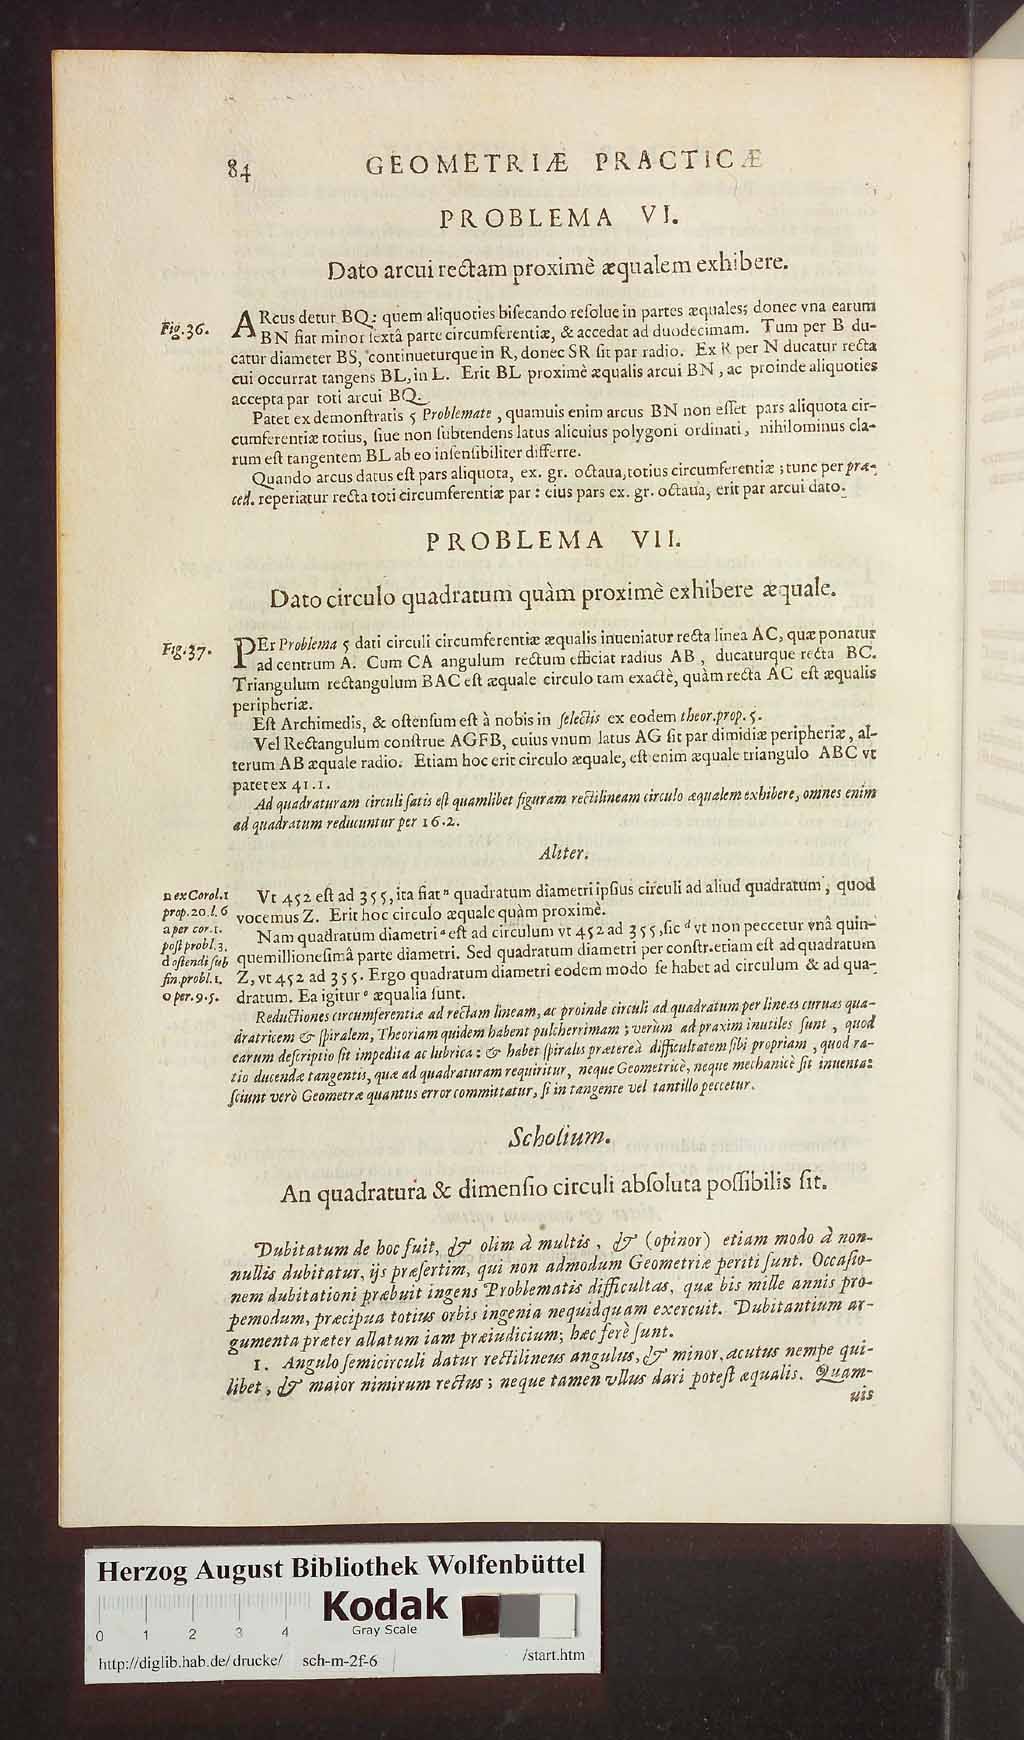 84 GEOMETRIÆ PRACTICÆ
PROBLEMA VI.
Dato arcui rectam proximè æqualem exhibere.
Fig. 36.
ARcus detur BQ: quem aliquoties bisecando resolue in partes æquales; donec vna earum
BN fiat minor sextâ parte circumferentiæ, & accedat ad duodecimam. Tum per B du-
catur diameter BS, continueturque in R, donec SR sit par radio. Ex R per N ducatur recta
cui occurrat tangens BL, in L. Erit BL proximè æqualis arcui BN, ac proinde aliquoties
accepta par toti arcui BQ.
Patet ex demonstratis 5 Problemate, quamuis enim arcus BN non esset pars aliquota cir-
cumferentiæ totius, siue non subtendens latus alicuius polygoni ordinati, nihilominus cla-
rum est tangentem BL ab eo insensibiliter differre.
Quando arcus datus est pars aliquota, ex. gr. octaua, totius circumferentiæ; tunc per præ-
ced. reperiatur recta toti circumferentiæ par: eius pars ex. gr. octaua, erit par arcui dato.
PROBLEMA VII.
Dato circulo quadratum quàm proximè exhibere æquale.
Fig. 37.
PEr Problema 5 dati circuli circumferentiæ æqualis inueniatur recta linea AC, quæ ponatur
ad centrum A. Cum CA angulum rectum efficiat radius AB, ducaturque recta BC.
Triangulum rectangulum BAC est æquale circulo tam exactè, quàm recta AC est æqualis
peripheriæ.
Est Archimedis, & ostensum est à nobis in selectis ex eodem theor. prop. 5.
Vel Rectangulum construe AGFB, cuius vnum latus AG sit par dimidiæ peripheriæ, al-
terum AB æquale radio. Etiam hoc erit circulo æquale, est enim æquale triangulo ABC vt
patet ex 41.1.
Ad quadraturam circuli satis est quamlibet figuram rectilineam circulo æqualem exhibere, omnes enim
ad quadratum reducuntur per 16.2.
Aliter.
n ex Corol. 1
prop. 20. l. 6
a per cor. 1.
post probl. 3.
d ostendi sub
fin. probl. 1.
o per. 9. 5.
Vt 452 est ad 355, ita fiat n quadratum diametri ipsius circuli ad aliud quadratum, quod
vocemus Z. Erit hoc circulo æquale quàm proximè.
Nam quadratum diametri a est ad circulum vt 452 ad 355, sic d vt non peccetur vnâ quin-
quemillionesimâ parte diametri. Sed quadratum diametri per constr. etiam est ad quadratum
Z, vt 452 ad 355. Ergo quadratum diametri eodem modo se habet ad circulum & ad qua-
dratum. Ea igitur o æqualia sunt.
Reductiones circumferentiæ ad rectam lineam, ac proinde circuli ad quadratum per lineas curuas qua-
dratricem & spiralem, Theoriam quidem habent pulcherrimam; verùm ad praxim inutiles sunt, quod
earum descriptio sit impedita ac lubrica: & habet spiralis prætereà difficultatem sibi propriam, quod ra-
tio ducendæ tangentis, quæ ad quadraturam requiritur, neque Geometricè, neque mechanicè sit inuenta:
sciunt verò Geometræ quantus error committatur, si in tangente vel tantillo peccetur.
Scholium.
An quadratura & dimensio circuli absoluta possibilis sit.
Dubitatum de hoc fuit, & olim à multis, & (opinor) etiam modo à non-
nullis dubitatur, ijs præsertim, qui non admodum Geometriæ periti sunt. Occasio-
nem dubitationi præbuit ingens Problematis difficultas, quæ bis mille annis pro-
pemodum, præcipua totius orbis ingenia nequidquam exercuit. Dubitantium ar-
gumenta præter allatum iam præiudicium; hæc ferè sunt.
1. Angulo semicirculi datur rectilineus angulus, & minor, acutus nempe qui-
libet, & maior nimirum rectus; neque tamen vllus dari potest æqualis. Quam-
uis
Herzog August Bibliothek Wolfenbüttel
Kodak
Gray Scale
0 1 2 3 4
http://diglib.hab.de/drucke/ sch-m-2f-6 /start.htm